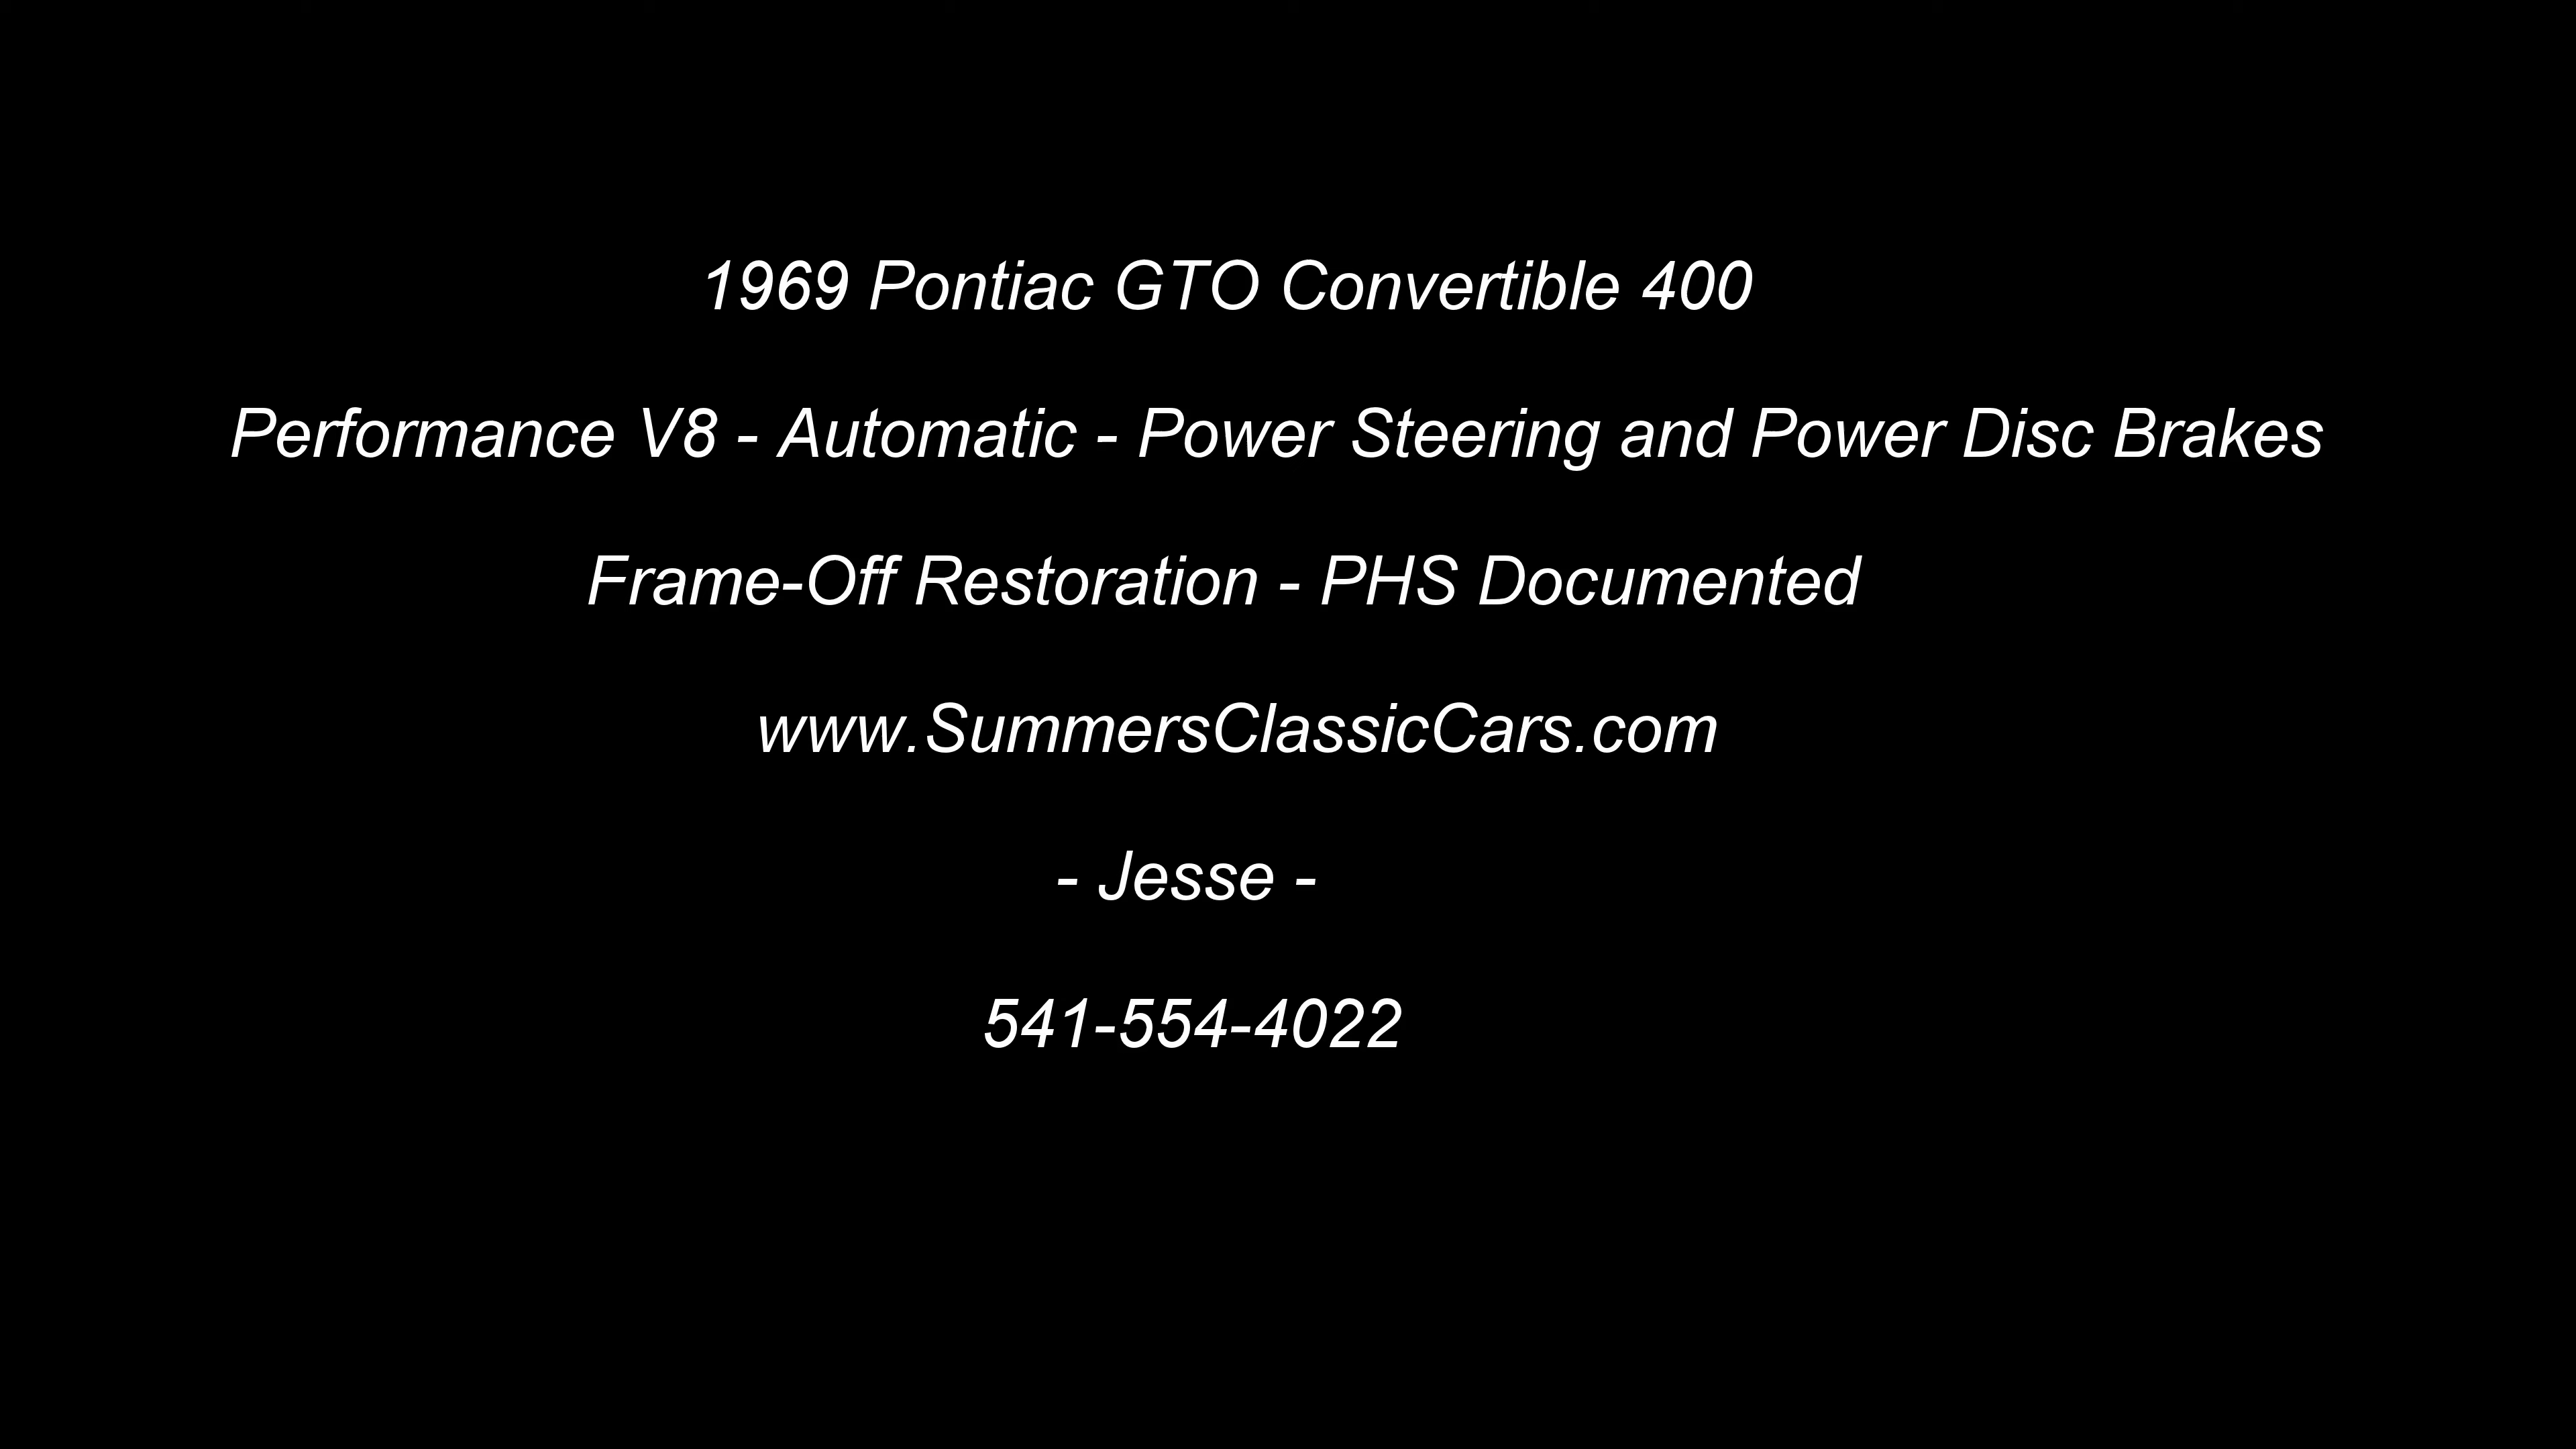 1969 Pontiac GTO Convertible 400
Performance V8 - Automatic - Power Steering and Power Disc Brakes
Frame-Off Restoration - PHS Documented
www.SummersClassicCars.com
- Jesse -
541-554-4022